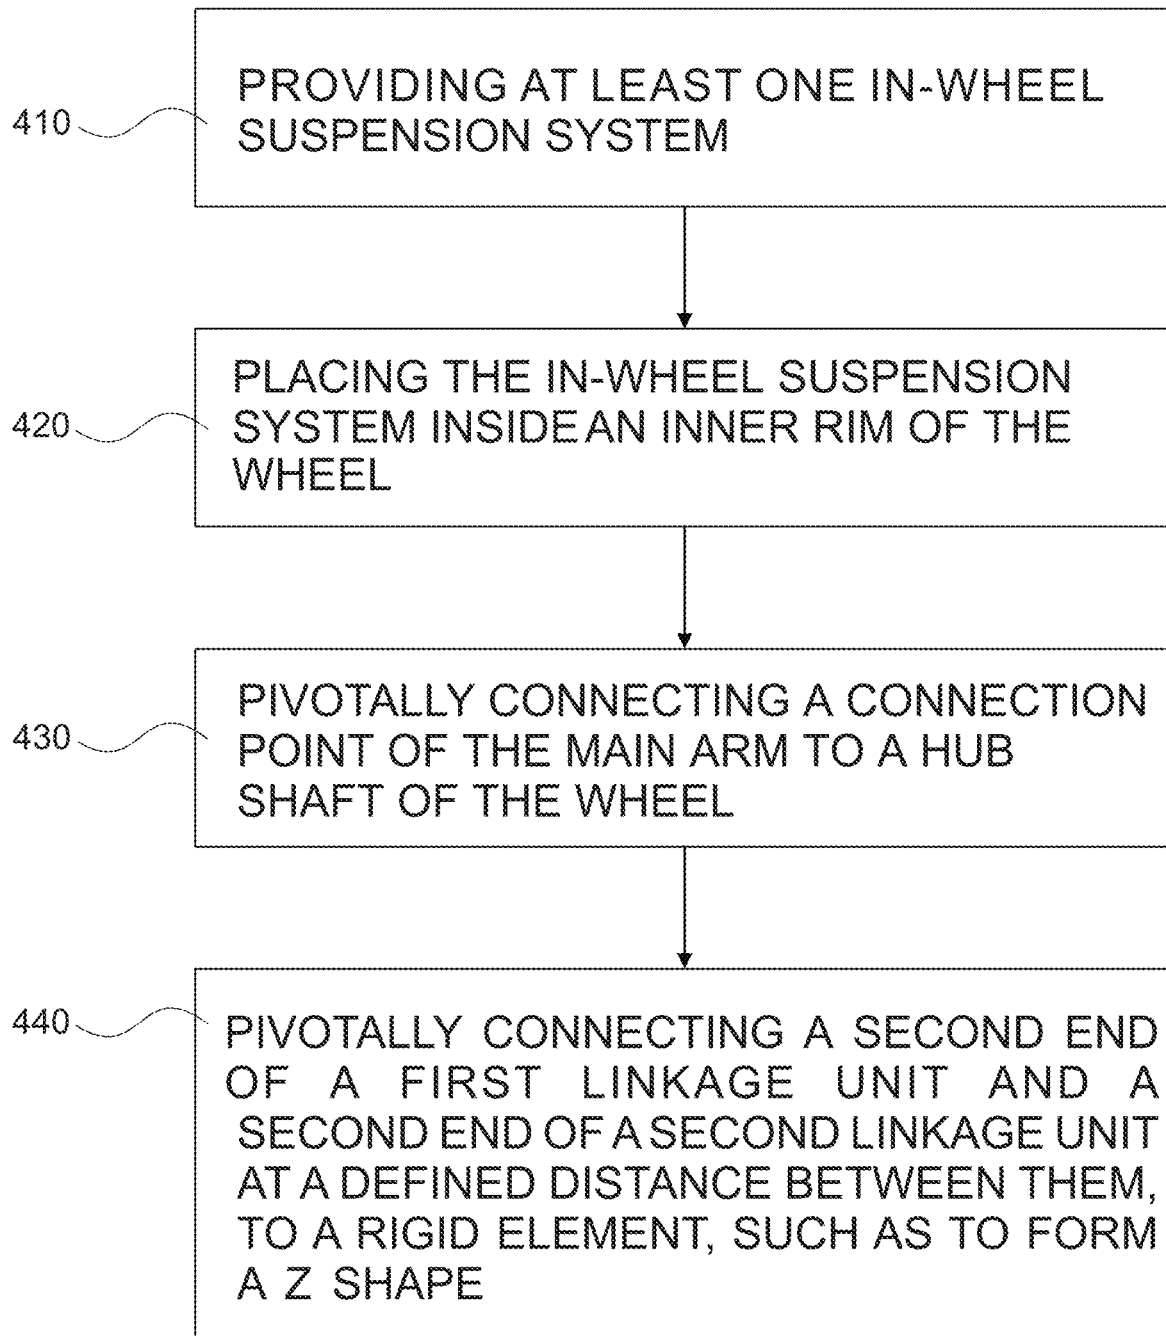 410
PROVIDING AT LEAST ONE IN-WHEEL
SUSPENSION SYSTEM
420
PLACING THE IN-WHEEL SUSPENSION
SYSTEM INSIDE AN INNER RIM OF THE
WHEEL
430
PIVOTALLY CONNECTING A CONNECTION
POINT OF THE MAIN ARM TO A HUB
SHAFT OF THE WHEEL
440
PIVOTALLY CONNECTING A SECOND END
OF A FIRST LINKAGE UNIT AND A
SECOND END OF A SECOND LINKAGE UNIT
AT A DEFINED DISTANCE BETWEEN THEM,
TO A RIGID ELEMENT, SUCH AS TO FORM
A Z SHAPE